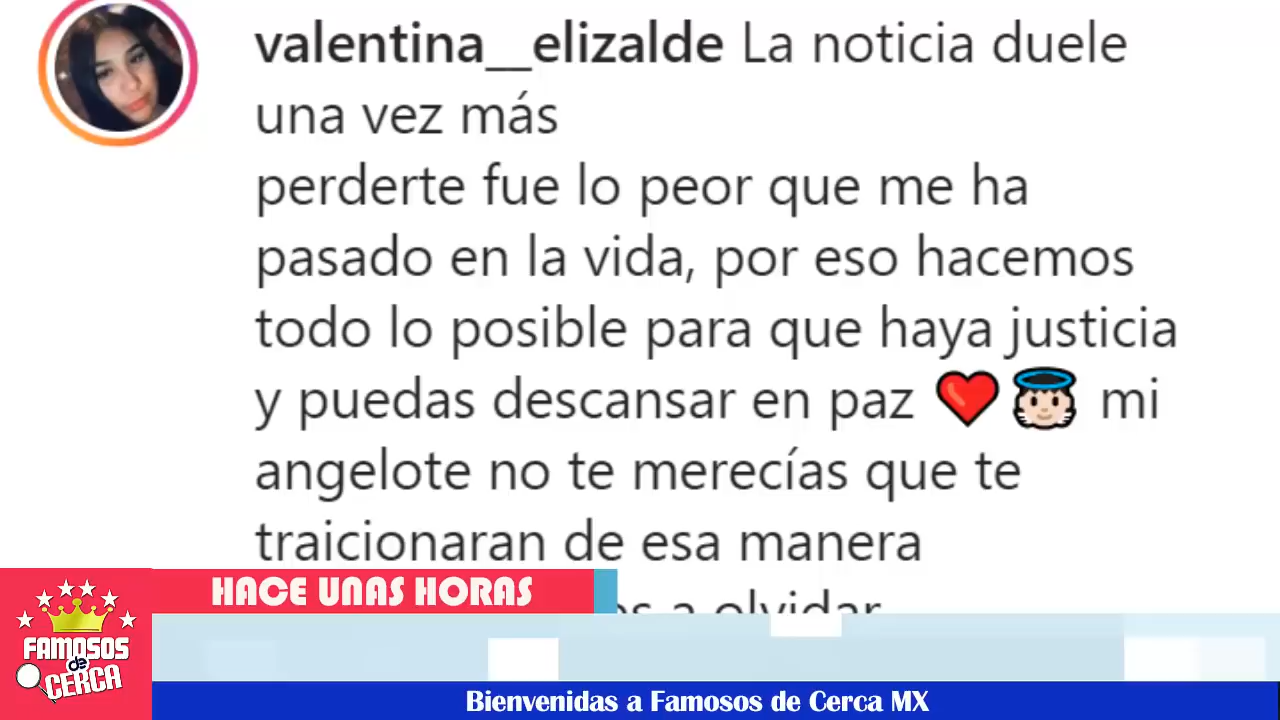 valentina__elizalde La noticia duele
una vez más
perderte fue lo peor que me ha
pasado en la vida, por eso hacemos
todo lo posible para que haya justicia
y puedas descansar en paz ❤️👼🏻 mi
angelote no te merecías que te
traicionaran de esa manera
a olvidar
HACE UNAS HORAS
FAMOSOS
de
CERCA
Bienvenidas a Famosos de Cerca MX